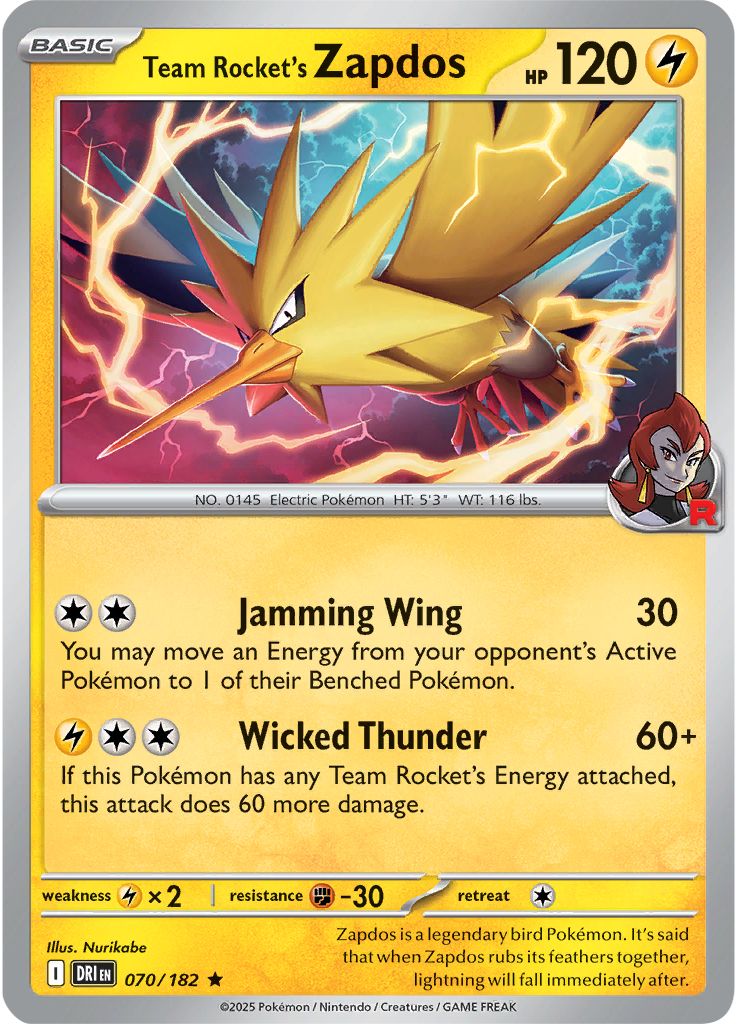 BASIC
Team Rocket's Zapdos HP 120
NO. 0145 Electric Pokémon HT: 5'3" WT: 116 lbs.
R
Jamming Wing 30
You may move an Energy from your opponent's Active
Pokémon to 1 of their Benched Pokémon.
Wicked Thunder 60+
If this Pokémon has any Team Rocket's Energy attached,
this attack does 60 more damage.
weakness ×2 resistance -30 retreat
Illus. Nurikabe
Zapdos is a legendary bird Pokémon. It's said
that when Zapdos rubs its feathers together,
lightning will fall immediately after.
I DRI EN 070/182 ★
©2025 Pokémon / Nintendo / Creatures / GAME FREAK